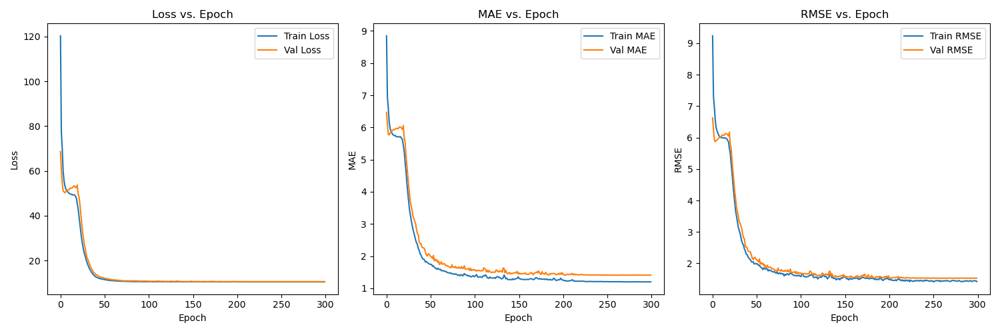 Loss vs. Epoch
120
100
80
60
40
20
Loss
0 50 100 150 200 250 300
Epoch
Train Loss
Val Loss
MAE vs. Epoch
9
8
7
6
5
4
3
2
1
MAE
0 50 100 150 200 250 300
Epoch
Train MAE
Val MAE
RMSE vs. Epoch
9
8
7
6
5
4
3
2
RMSE
0 50 100 150 200 250 300
Epoch
Train RMSE
Val RMSE